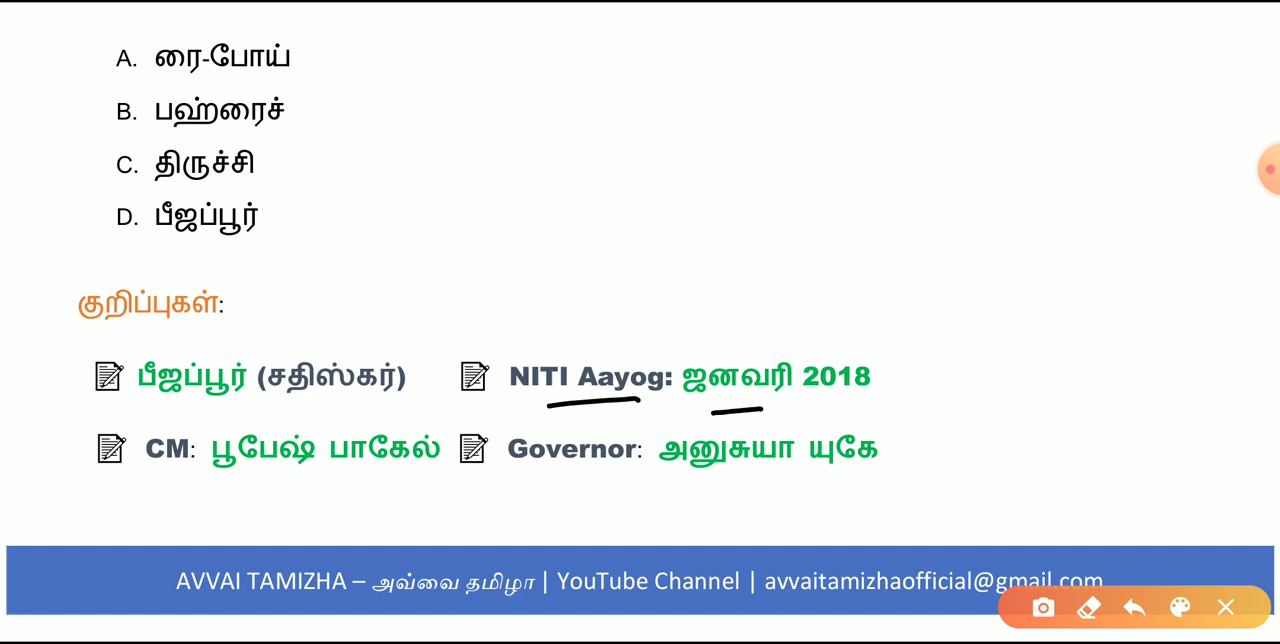 A. ரை-போய்
B. பஹ்ரைச்
C. திருச்சி
D. பீஜப்பூர்
குறிப்புகள்:
பீஜப்பூர் (சதிஸ்கர்) NITI Aayog: ஜனவரி 2018
CM: பூபேஷ் பாகேல் Governor: அனுசுயா யுகே
AVVAI TAMIZHA – அவ்வை தமிழா | YouTube Channel | avvaitamizhaofficial@gmail.com